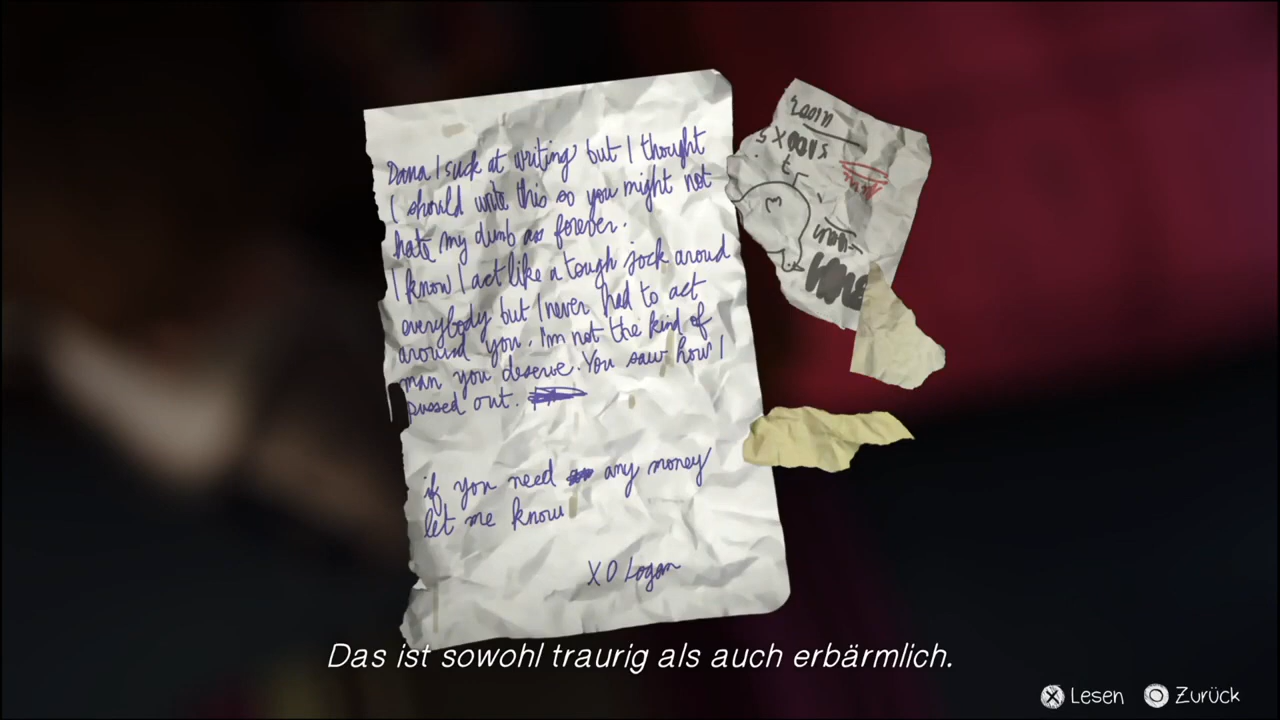 Dana I suck at writing but I thought
I should write this so you might not
hate my dumb ass forever.
I know I act like a tough jock aroud
everybody but I never had to act
around you. I'm not the kind of
man you deserve. You saw how I
pussed out.
if you need any money
let me know
XO Logan
Das ist sowohl traurig als auch erbärmlich.
Lesen Zurück